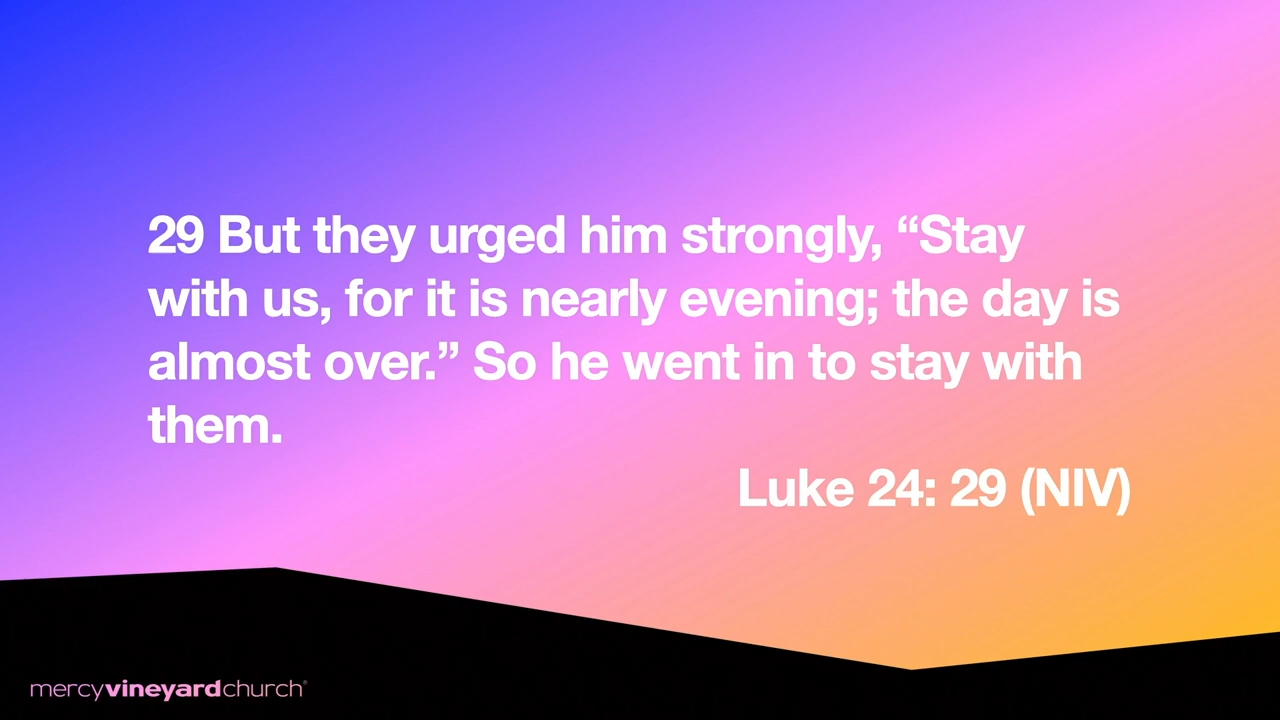 29 But they urged him strongly, “Stay
with us, for it is nearly evening; the day is
almost over.” So he went in to stay with
them.
Luke 24: 29 (NIV)
mercyvineyardchurch